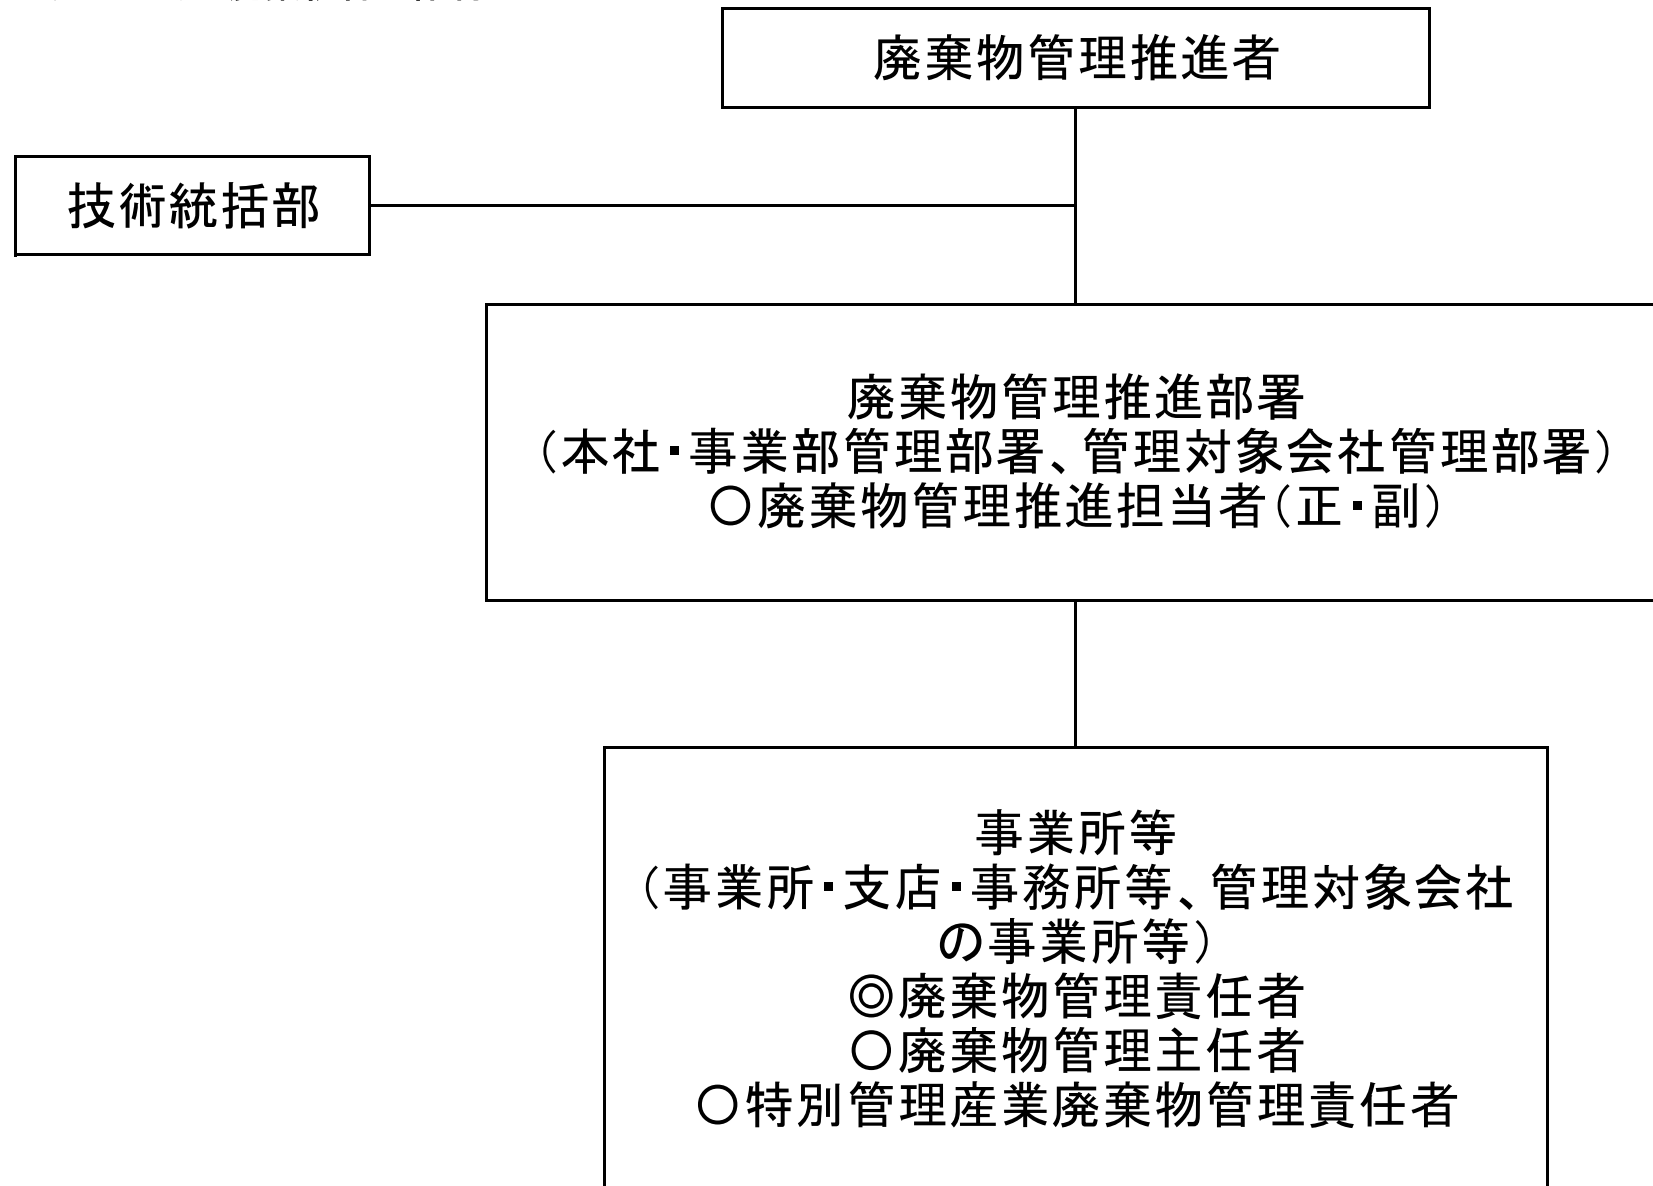 廃棄物管理推進者
技術統括部
廃棄物管理推進部署
（本社・事業部管理部署、管理対象会社管理部署）
○廃棄物管理推進担当者（正・副）
事業所等
（事業所・支店・事務所等、管理対象会社
の事業所等）
◎廃棄物管理責任者
○廃棄物管理主任者
○特別管理産業廃棄物管理責任者